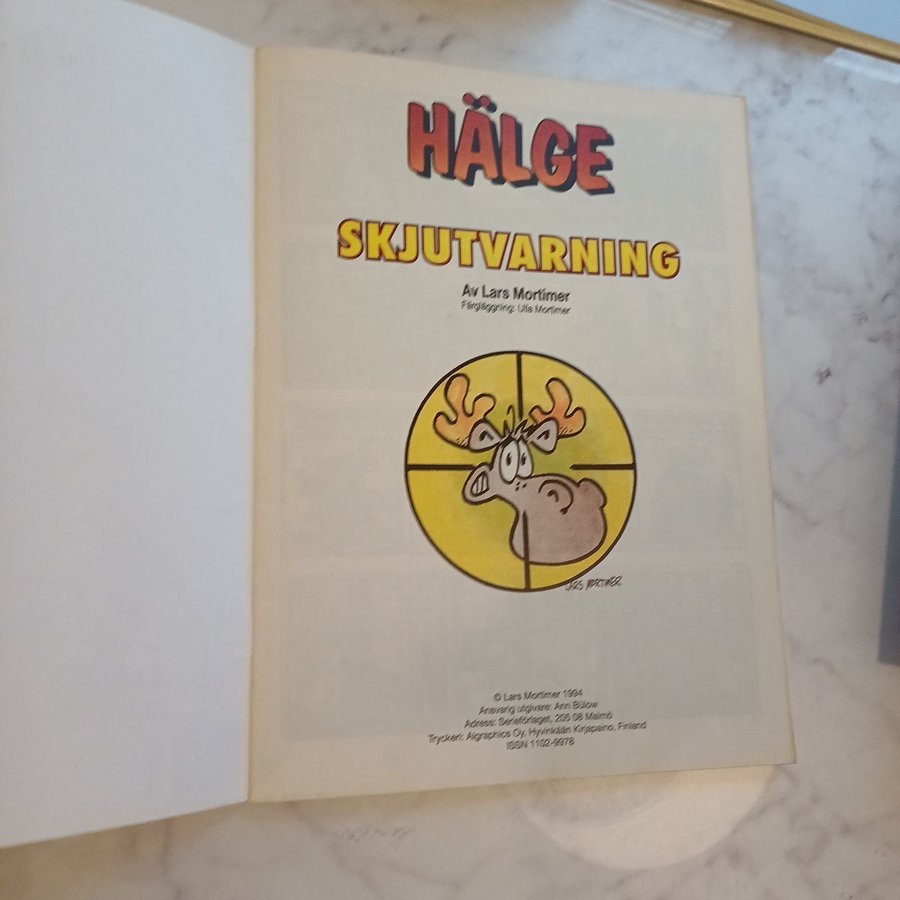 HÄLGE
SKJUTVARNING
Av Lars Mortimer
Färgläggning: Ulla Mortimer
LARS MORTIMER
© Lars Mortimer 1994
Ansvarig utgivare: Ann Bülow
Adress: Serieförlaget, 205 08 Malmö
Tryckeri: Aigraphics Oy, Hyvinkään Kirjapaino, Finland
ISSN 1102-9978